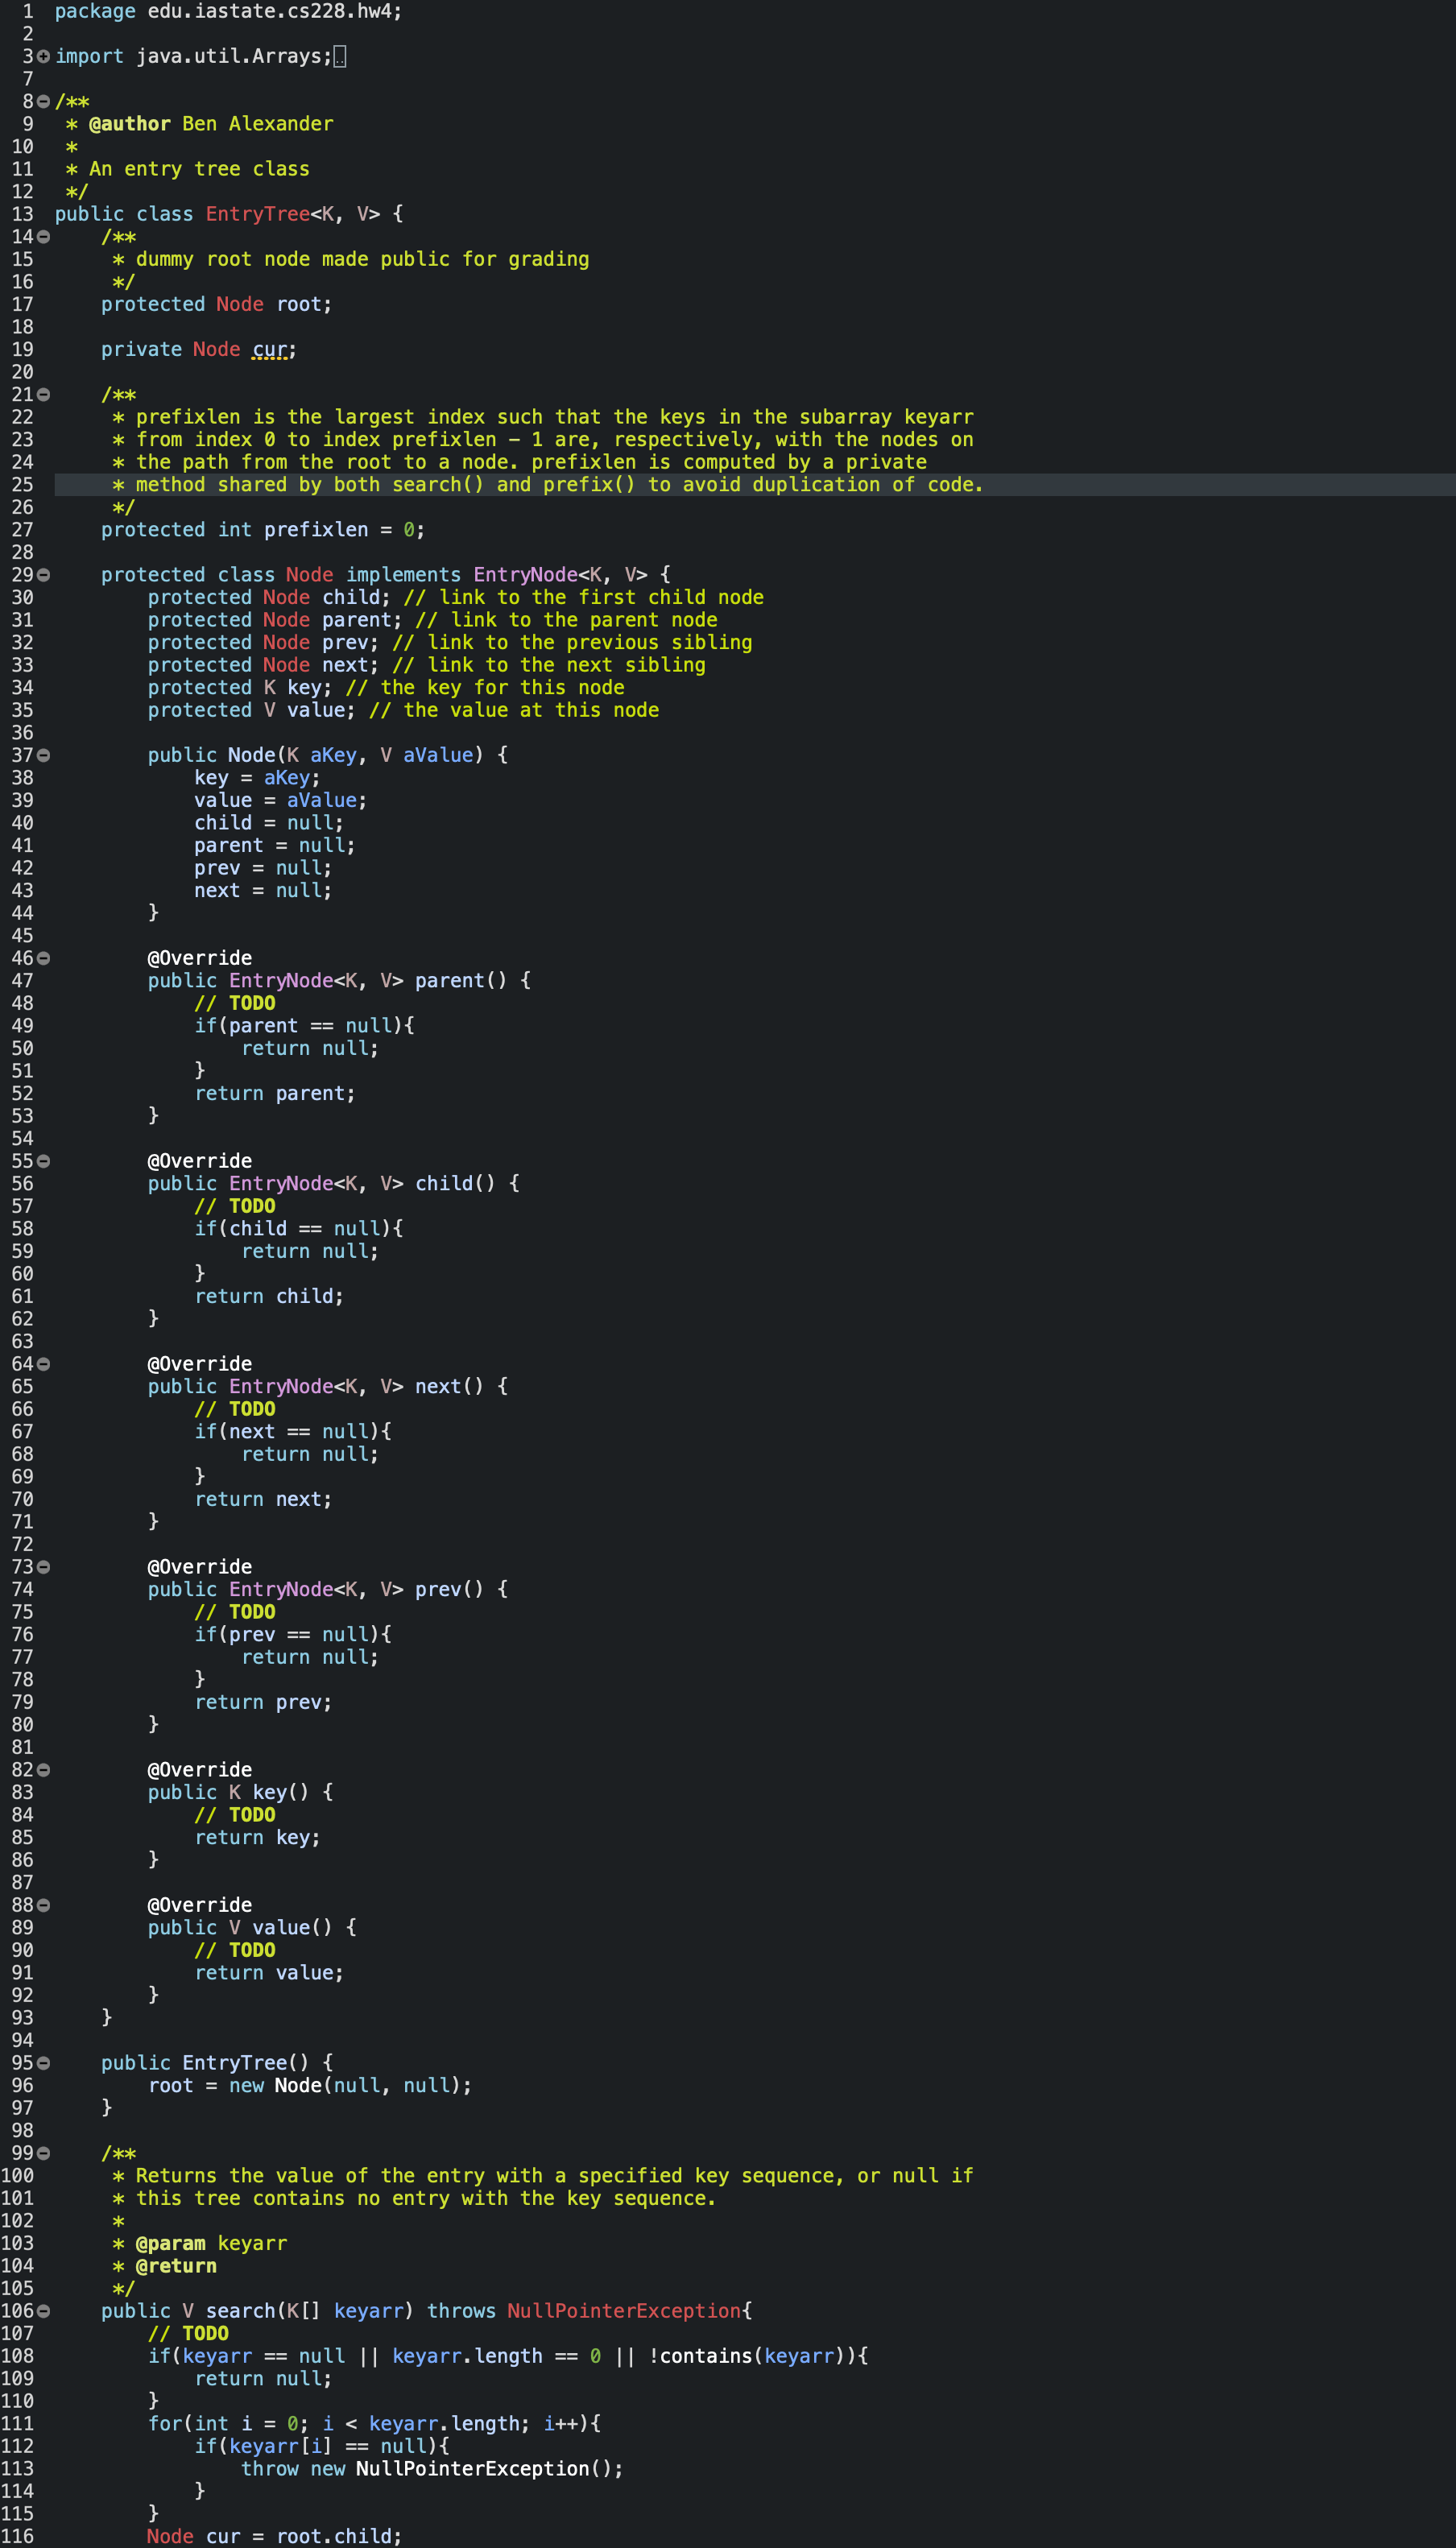 1 package edu.iastate.cs228.hw4;
2
3 import java.util.Arrays;
7
8 /**
9  * @author Ben Alexander
10  *
11  * An entry tree class
12  */
13 public class EntryTree<K, V> {
14     /**
15      * dummy root node made public for grading
16      */
17     protected Node root;
18
19     private Node cur;
20
21     /**
22      * prefixlen is the largest index such that the keys in the subarray keyarr
23      * from index 0 to index prefixlen - 1 are, respectively, with the nodes on
24      * the path from the root to a node. prefixlen is computed by a private
25      * method shared by both search() and prefix() to avoid duplication of code.
26      */
27     protected int prefixlen = 0;
28
29     protected class Node implements EntryNode<K, V> {
30         protected Node child; // link to the first child node
31         protected Node parent; // link to the parent node
32         protected Node prev; // link to the previous sibling
33         protected Node next; // link to the next sibling
34         protected K key; // the key for this node
35         protected V value; // the value at this node
36
37         public Node(K aKey, V aValue) {
38             key = aKey;
39             value = aValue;
40             child = null;
41             parent = null;
42             prev = null;
43             next = null;
44         }
45
46         @Override
47         public EntryNode<K, V> parent() {
48             // TODO
49             if(parent == null){
50                 return null;
51             }
52             return parent;
53         }
54
55         @Override
56         public EntryNode<K, V> child() {
57             // TODO
58             if(child == null){
59                 return null;
60             }
61             return child;
62         }
63
64         @Override
65         public EntryNode<K, V> next() {
66             // TODO
67             if(next == null){
68                 return null;
69             }
70             return next;
71         }
72
73         @Override
74         public EntryNode<K, V> prev() {
75             // TODO
76             if(prev == null){
77                 return null;
78             }
79             return prev;
80         }
81
82         @Override
83         public K key() {
84             // TODO
85             return key;
86         }
87
88         @Override
89         public V value() {
90             // TODO
91             return value;
92         }
93     }
94
95     public EntryTree() {
96         root = new Node(null, null);
97     }
98
99     /**
100      * Returns the value of the entry with a specified key sequence, or null if
101      * this tree contains no entry with the key sequence.
102      *
103      * @param keyarr
104      * @return
105      */
106     public V search(K[] keyarr) throws NullPointerException{
107         // TODO
108         if(keyarr == null || keyarr.length == 0 || !contains(keyarr)){
109             return null;
110         }
111         for(int i = 0; i < keyarr.length; i++){
112             if(keyarr[i] == null){
113                 throw new NullPointerException();
114             }
115         }
116         Node cur = root.child;